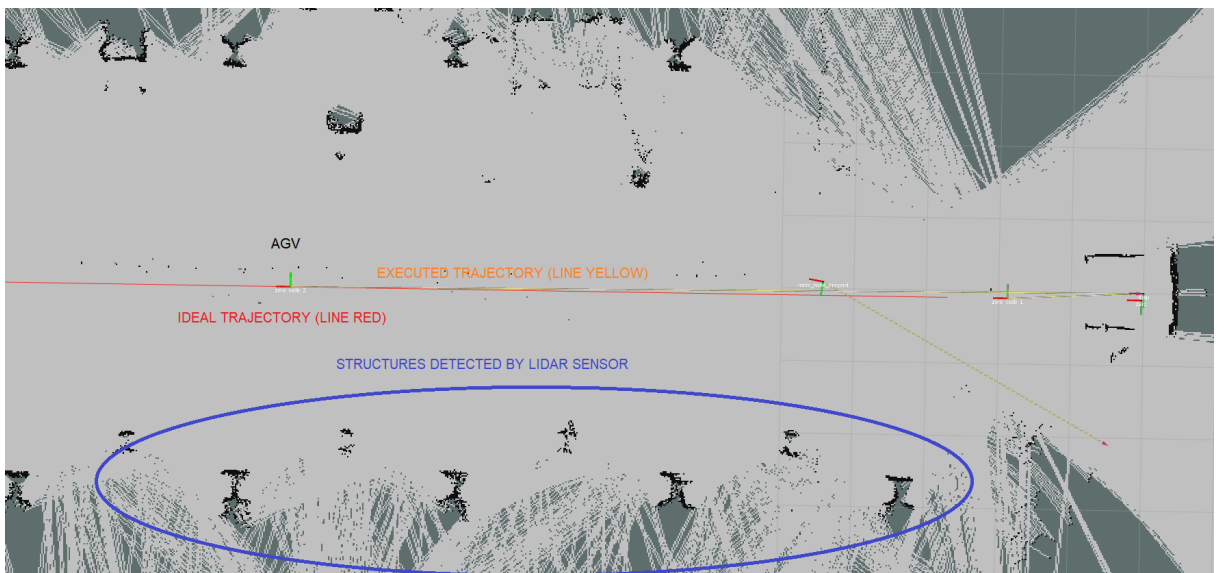 AGV
EXECUTED TRAJECTORY (LINE YELLOW)
IDEAL TRAJECTORY (LINE RED)
STRUCTURES DETECTED BY LIDAR SENSOR